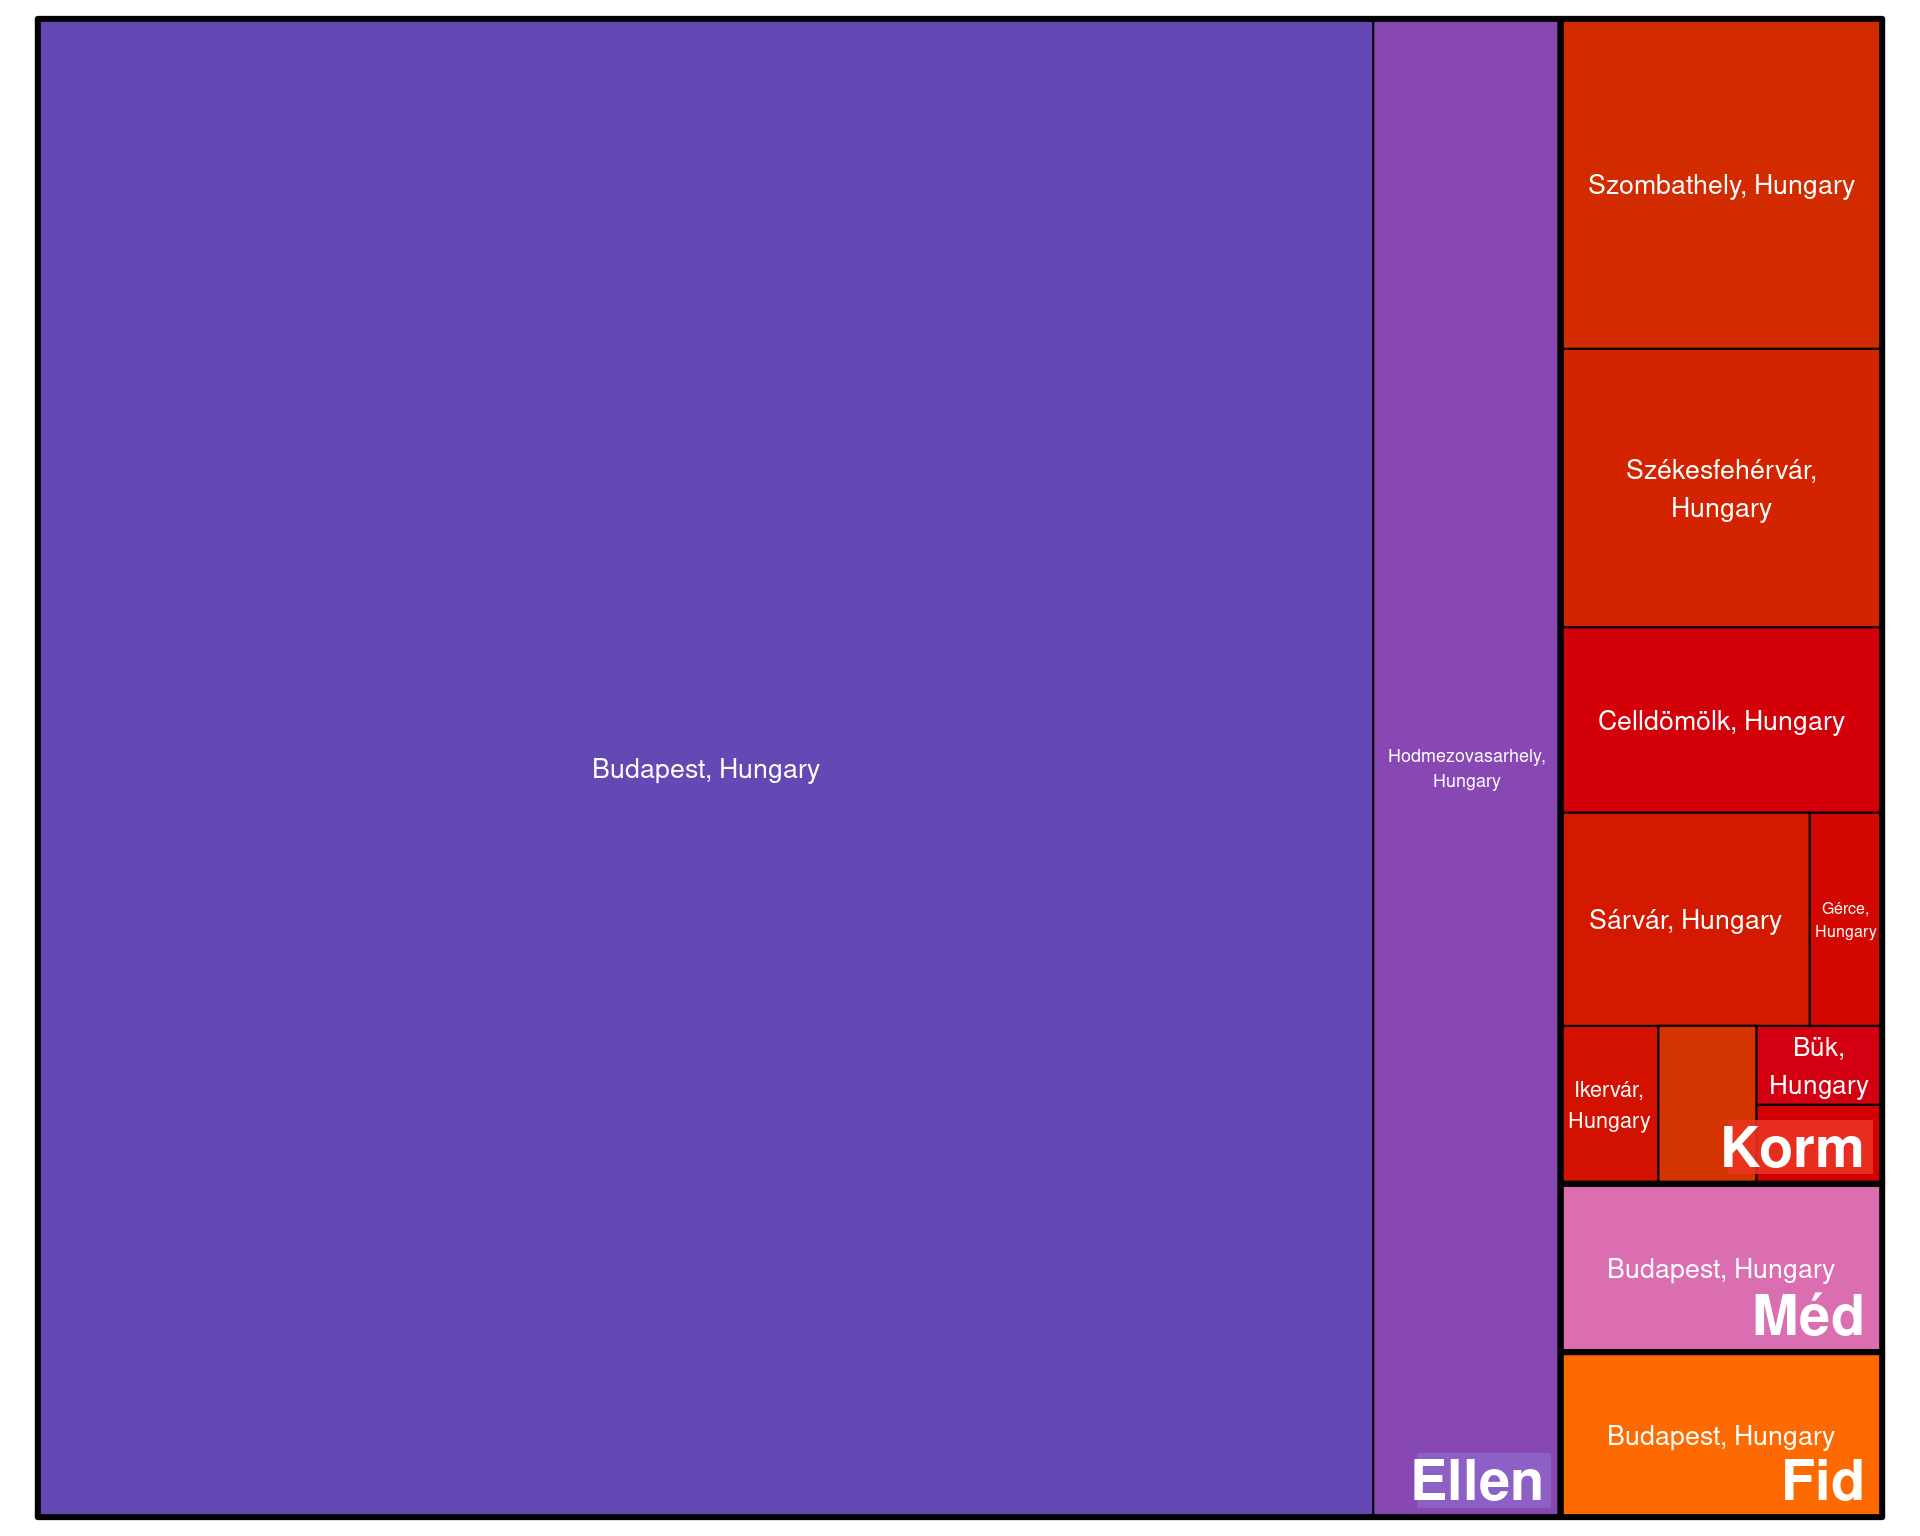 Budapest, Hungary
Hodmezovasarhely,
Hungary
Ellen
Szombathely, Hungary
Székesfehérvár,
Hungary
Celldömölk, Hungary
Sárvár, Hungary
Gérce,
Hungary
Ikervár,
Hungary
Bük,
Hungary
Korm
Budapest, Hungary
Méd
Budapest, Hungary
Fid